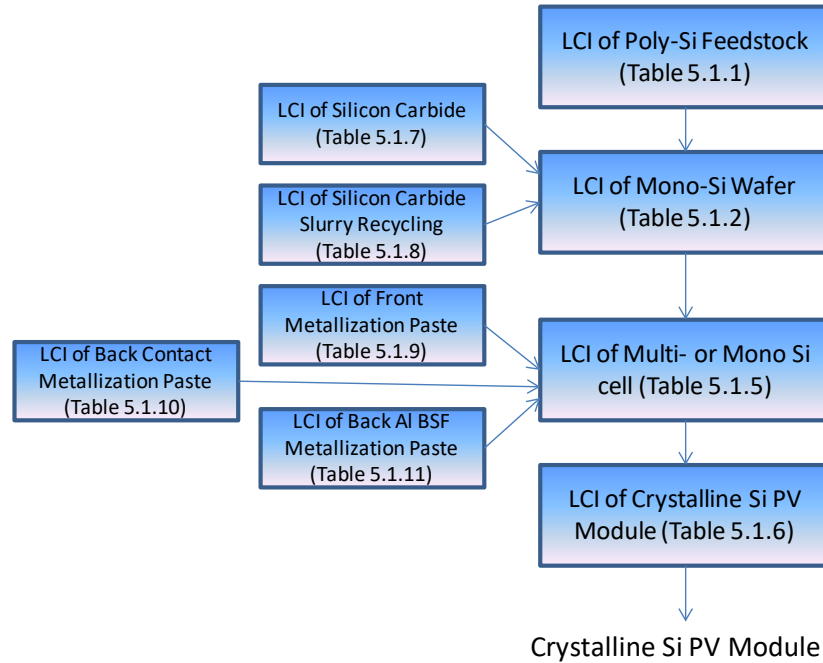 LCI of Poly-Si Feedstock
(Table 5.1.1)
LCI of Silicon Carbide
(Table 5.1.7)
LCI of Mono-Si Wafer
(Table 5.1.2)
LCI of Silicon Carbide
Slurry Recycling
(Table 5.1.8)
LCI of Front
Metallization Paste
(Table 5.1.9)
LCI of Back Contact
Metallization Paste
(Table 5.1.10)
LCI of Multi- or Mono Si
cell (Table 5.1.5)
LCI of Back Al BSF
Metallization Paste
(Table 5.1.11)
LCI of Crystalline Si PV
Module (Table 5.1.6)
Crystalline Si PV Module